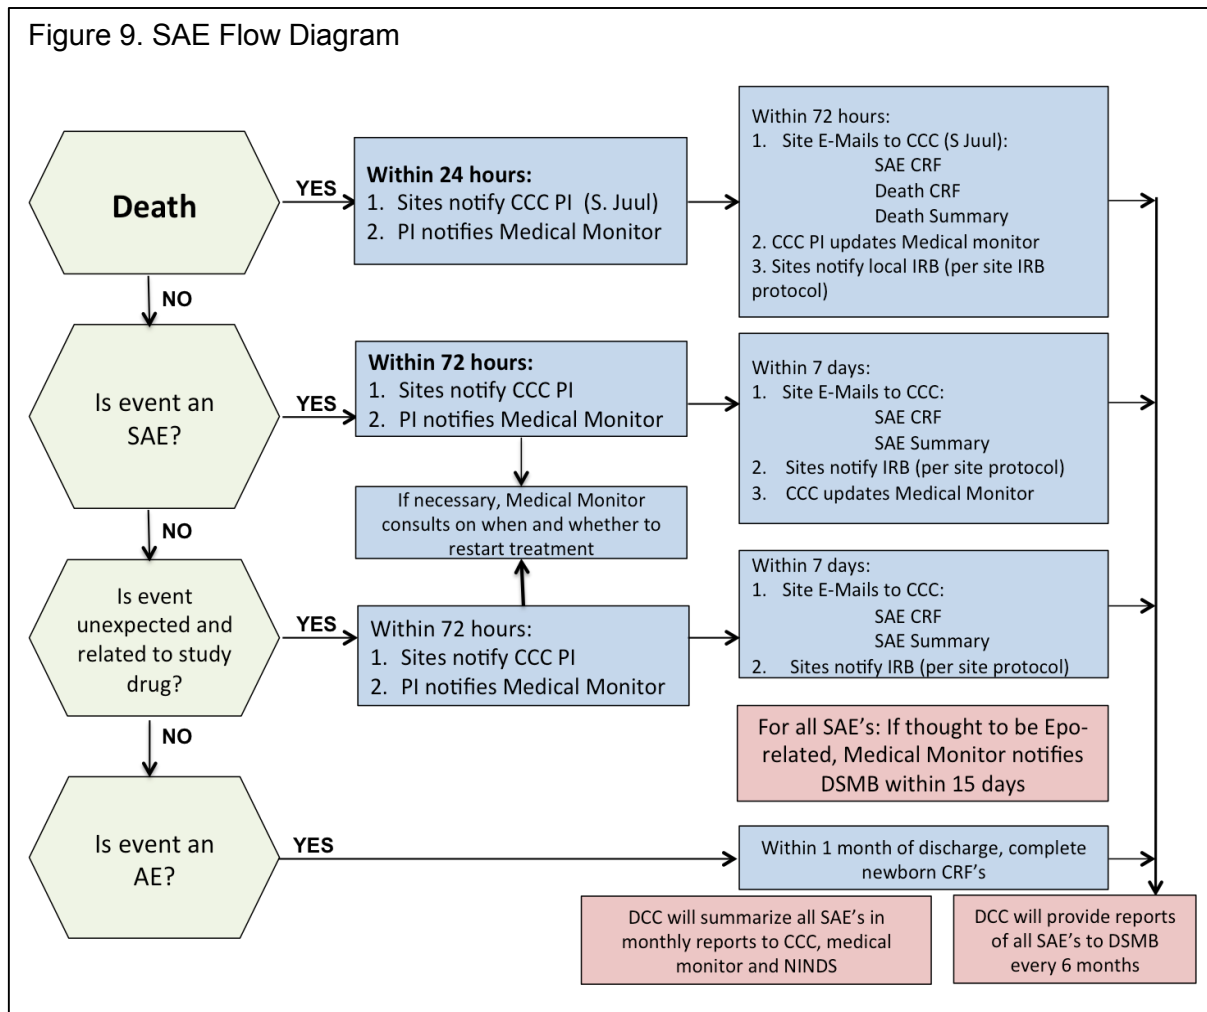 Figure 9. SAE Flow Diagram
Death
YES
Within 24 hours:
1. Sites notify CCC PI (S. Juul)
2. PI notifies Medical Monitor
Within 72 hours:
1. Site E-Mails to CCC (S Juul):
SAE CRF
Death CRF
Death Summary
2. CCC PI updates Medical monitor
3. Sites notify local IRB (per site IRB
protocol)
NO
Is event an
SAE?
YES
Within 72 hours:
1. Sites notify CCC PI
2. PI notifies Medical Monitor
Within 7 days:
1. Site E-Mails to CCC:
SAE CRF
SAE Summary
2. Sites notify IRB (per site protocol)
3. CCC updates Medical Monitor
If necessary, Medical Monitor
consults on when and whether to
restart treatment
NO
Is event
unexpected and
related to study
drug?
YES
Within 72 hours:
1. Sites notify CCC PI
2. PI notifies Medical Monitor
Within 7 days:
1. Site E-Mails to CCC:
SAE CRF
SAE Summary
2. Sites notify IRB (per site protocol)
For all SAE's: If thought to be Epo-
related, Medical Monitor notifies
DSMB within 15 days
NO
Is event an
AE?
YES
Within 1 month of discharge, complete
newborn CRF's
DCC will summarize all SAE's in
monthly reports to CCC, medical
monitor and NINDS
DCC will provide reports
of all SAE's to DSMB
every 6 months